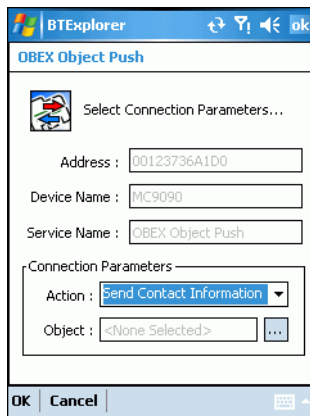 BTExplorer ok
OBEX Object Push
Select Connection Parameters...
Address : 00123736A1D0
Device Name : MC9090
Service Name : OBEX Object Push
Connection Parameters
Action : Send Contact Information
Object : <None Selected> ...
OK Cancel